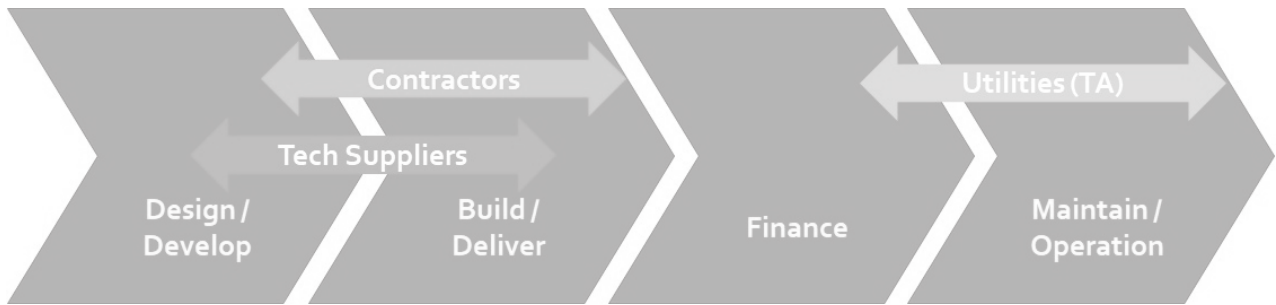 Contractors
Utilities (TA)
Tech Suppliers
Design /
Develop
Build /
Deliver
Finance
Maintain /
Operation